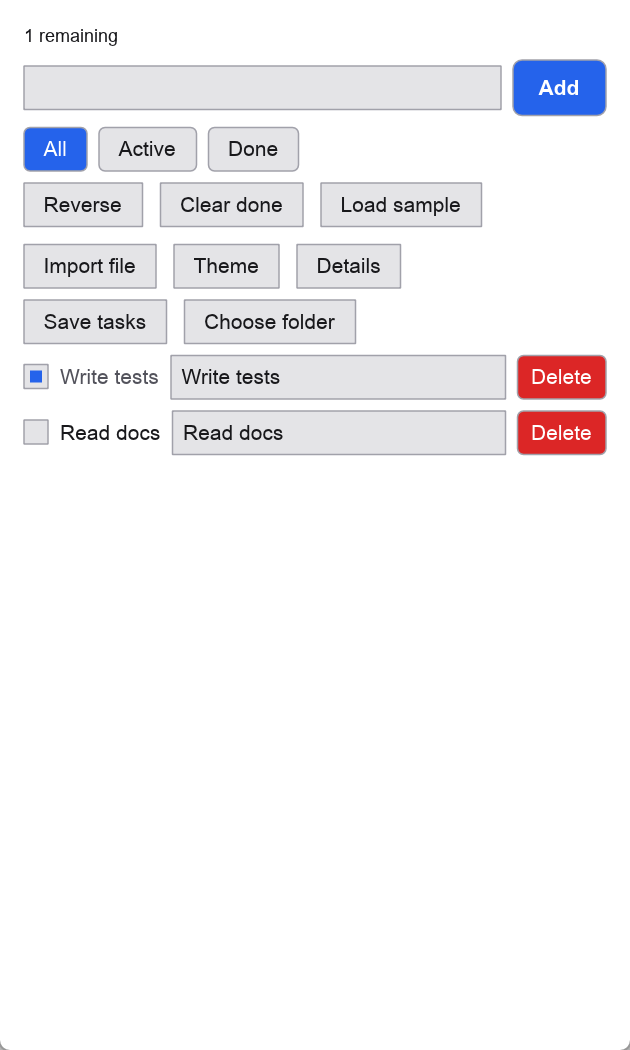 1 remaining
Add
All Active Done
Reverse Clear done Load sample
Import file Theme Details
Save tasks Choose folder
Write tests Write tests Delete
Read docs Read docs Delete